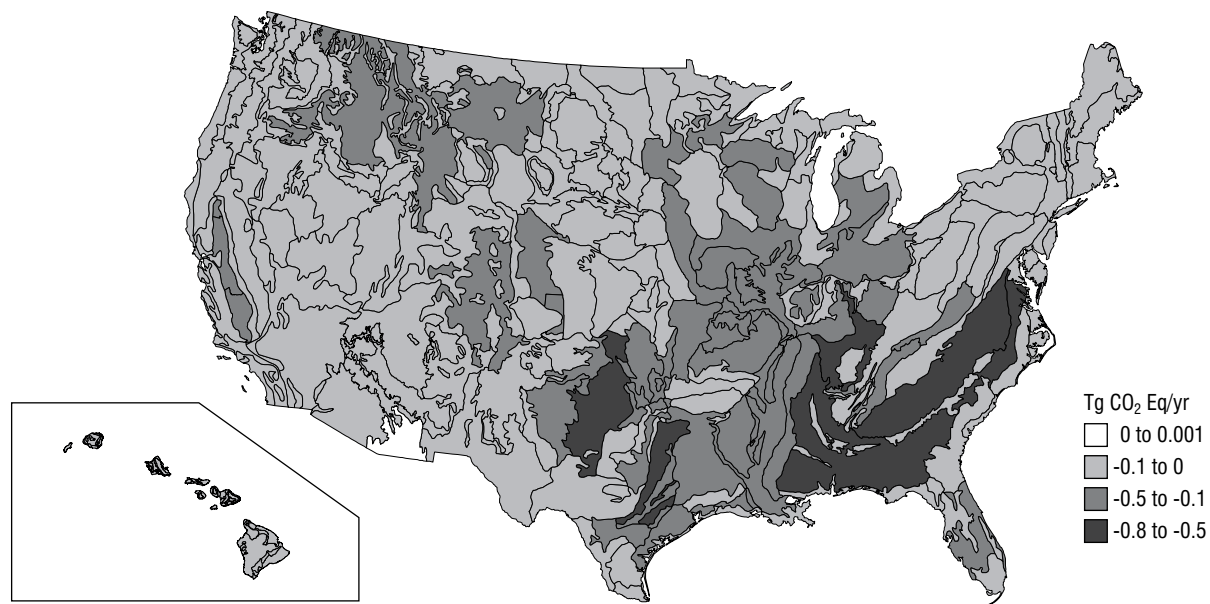 Tg CO₂ Eq/yr
0 to 0.001
-0.1 to 0
-0.5 to -0.1
-0.8 to -0.5